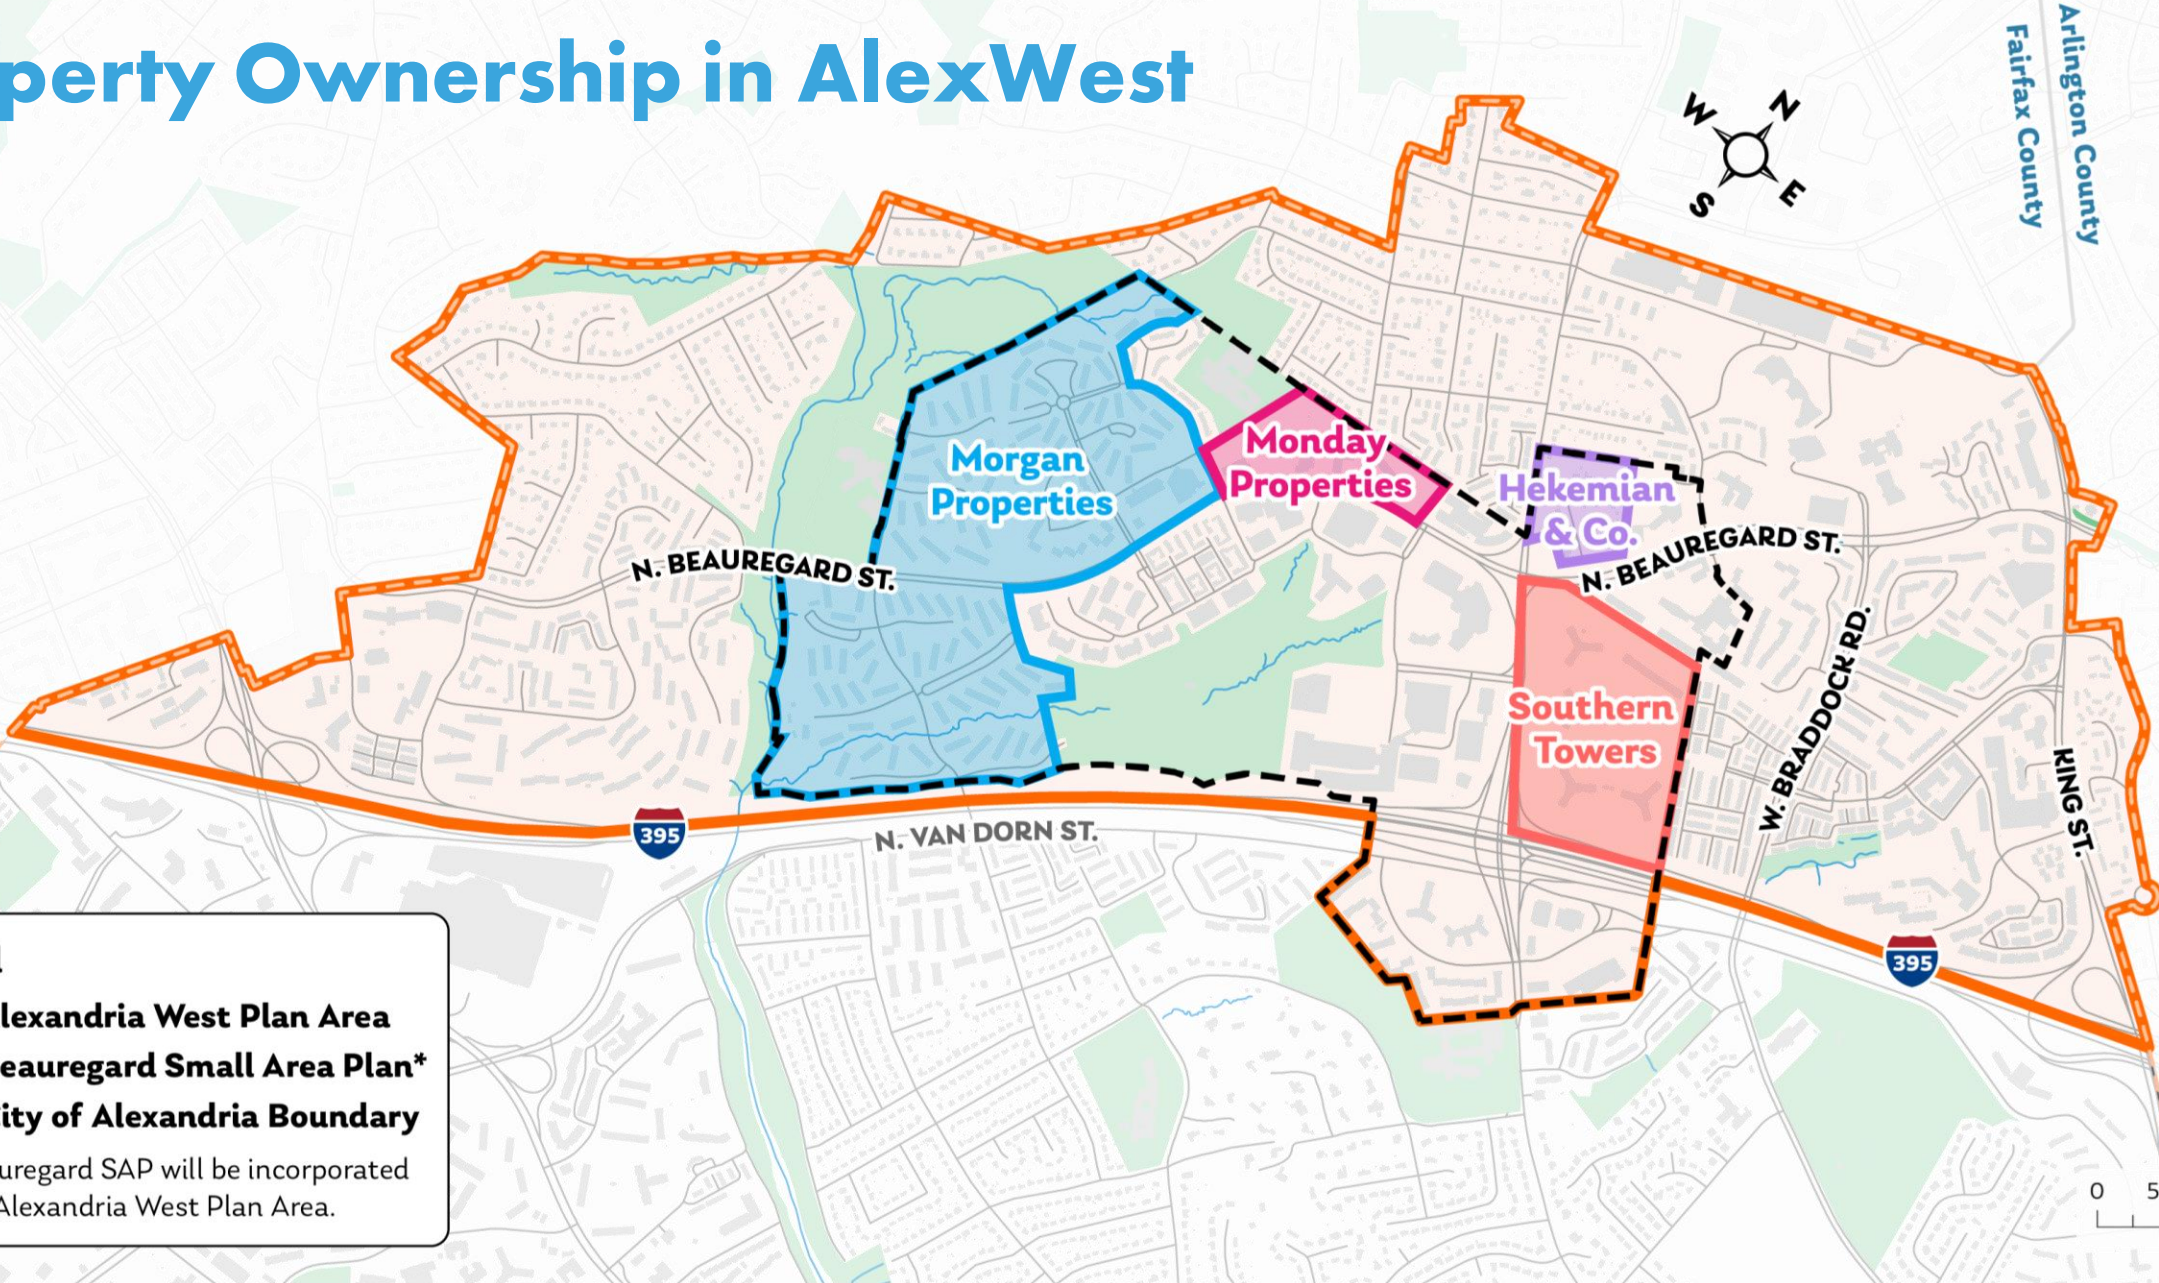 perty Ownership in AlexWest
Arlington County
Fairfax County
W
N
S
E
Morgan
Properties
Monday
Properties
Hekemian
& Co.
N. BEAUREGARD ST.
N. BEAUREGARD ST.
Southern
Towers
W. BRADDOCK RD.
KING ST.
395
N. VAN DORN ST.
395
lexandria West Plan Area
eauregard Small Area Plan*
ity of Alexandria Boundary
uregard SAP will be incorporated
Alexandria West Plan Area.
0 5